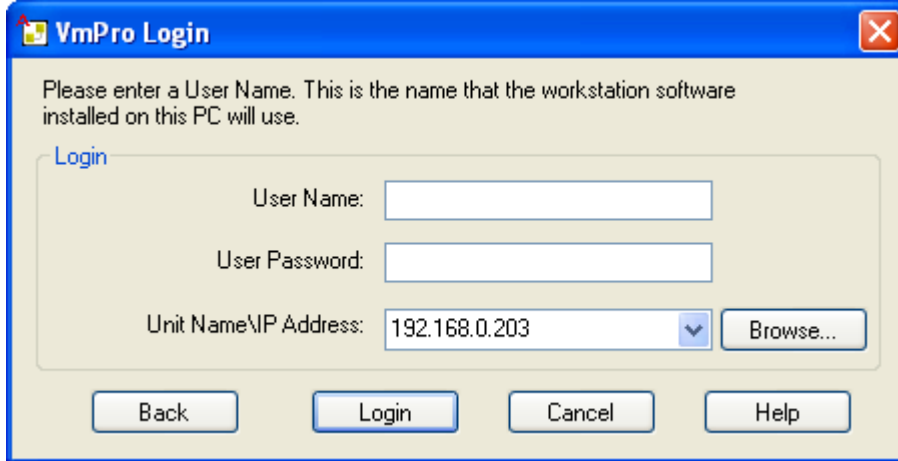 VmPro Login
Please enter a User Name. This is the name that the workstation software
installed on this PC will use.
Login
User Name:
User Password:
Unit Name\IP Address: 192.168.0.203 Browse...
Back Login Cancel Help